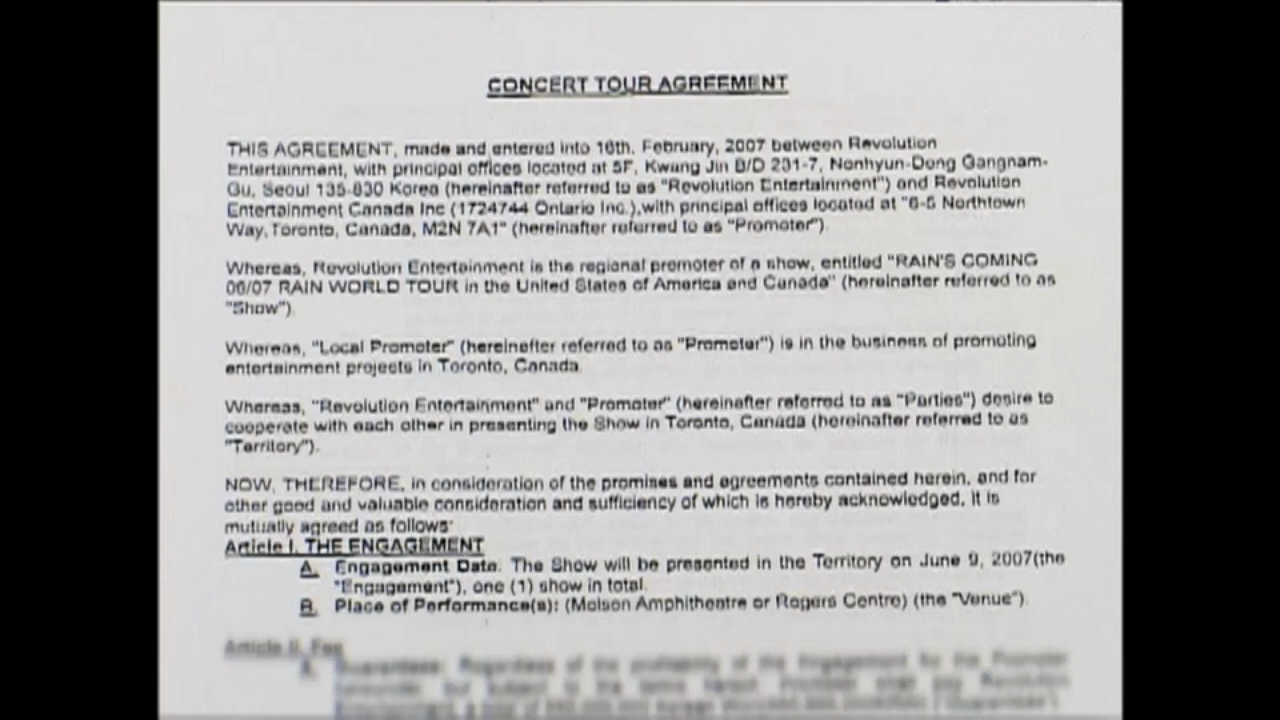 CONCERT TOUR AGREEMENT
THIS AGREEMENT, made and entered into 16th, February, 2007 between Revolution
Entertainment, with principal offices located at 5F, Kwang Jin B/D 231-7, Nonhyun-Dong Gangnam-
Gu, Seoul 135-830 Korea (hereinafter referred to as "Revolution Entertainment") and Revolution
Entertainment Canada Inc (1724744 Ontario Inc.),with principal offices located at "6-5 Northtown
Way,Toronto, Canada, M2N 7A1" (hereinafter referred to as "Promoter").
Whereas, Revolution Entertainment is the regional promoter of a show, entitled "RAIN'S COMING
06/07 RAIN WORLD TOUR in the United States of America and Canada" (hereinafter referred to as
"Show").
Whereas, "Local Promoter" (hereinafter referred to as "Promoter") is in the business of promoting
entertainment projects in Toronto, Canada
Whereas, "Revolution Entertainment" and "Promoter" (hereinafter referred to as "Parties") desire to
cooperate with each other in presenting the Show in Toronto, Canada (hereinafter referred to as
"Territory").
NOW, THEREFORE, in consideration of the promises and agreements contained herein, and for
other good and valuable consideration and sufficiency of which is hereby acknowledged, it is
mutually agreed as follows:
Article I. THE ENGAGEMENT
A. Engagement Date. The Show will be presented in the Territory on June 9, 2007(the
"Engagement"), one (1) show in total.
B. Place of Performance(s): (Molson Amphitheatre or Rogers Centre) (the "Venue").
Article II. Fee